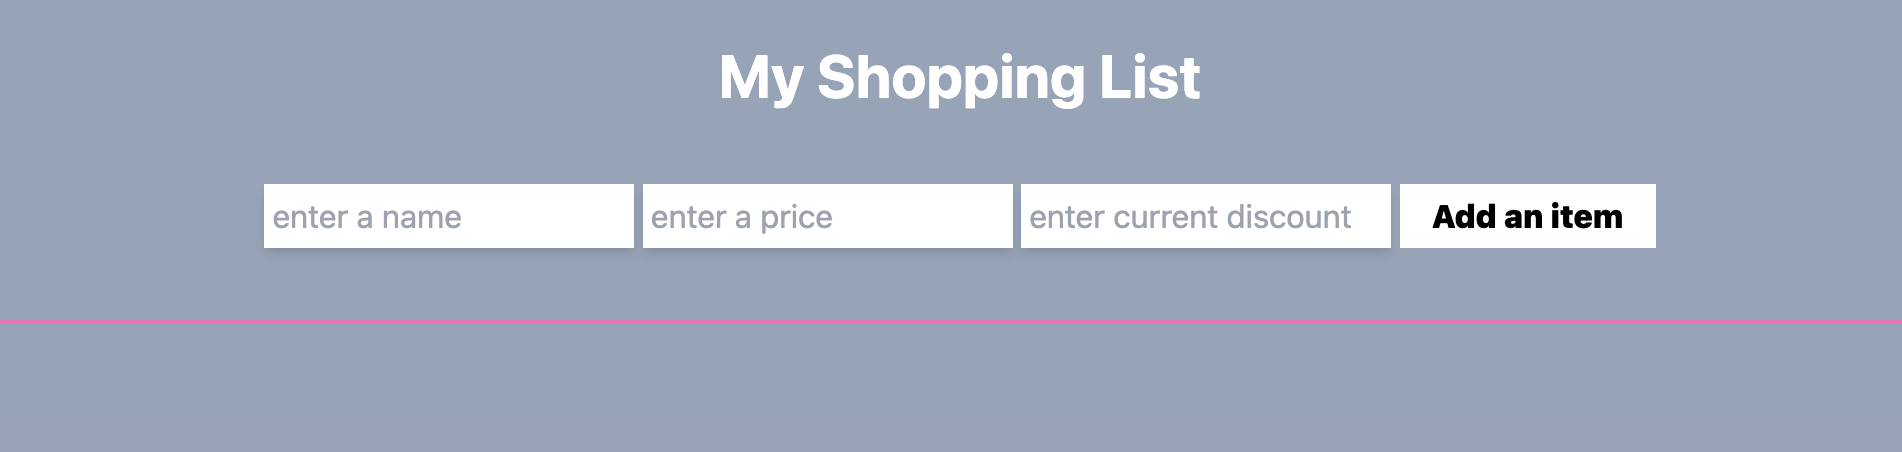 My Shopping List
enter a name
enter a price
enter current discount
Add an item